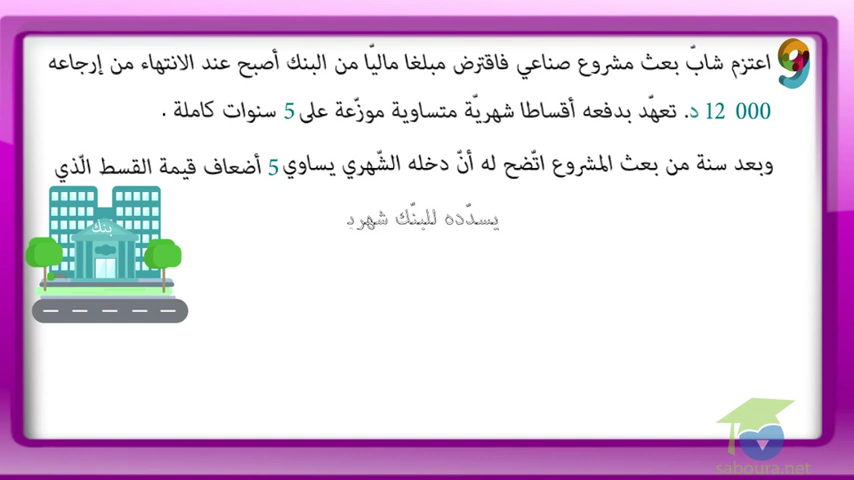 9
اعتزم شابّ بعث مشروع صناعي فاقترض مبلغا ماليّا من البنك أصبح عند الانتهاء من إرجاعه
12 000 د. تعهّد بدفعه أقساطا شهريّة متساوية موزّعة على 5 سنوات كاملة .
وبعد سنة من بعث المشروع اتّضح له أنّ دخله الشّهري يساوي 5 أضعاف قيمة القسط الّذي
يسدّده للبنّك شهر
بنك
saboura.net